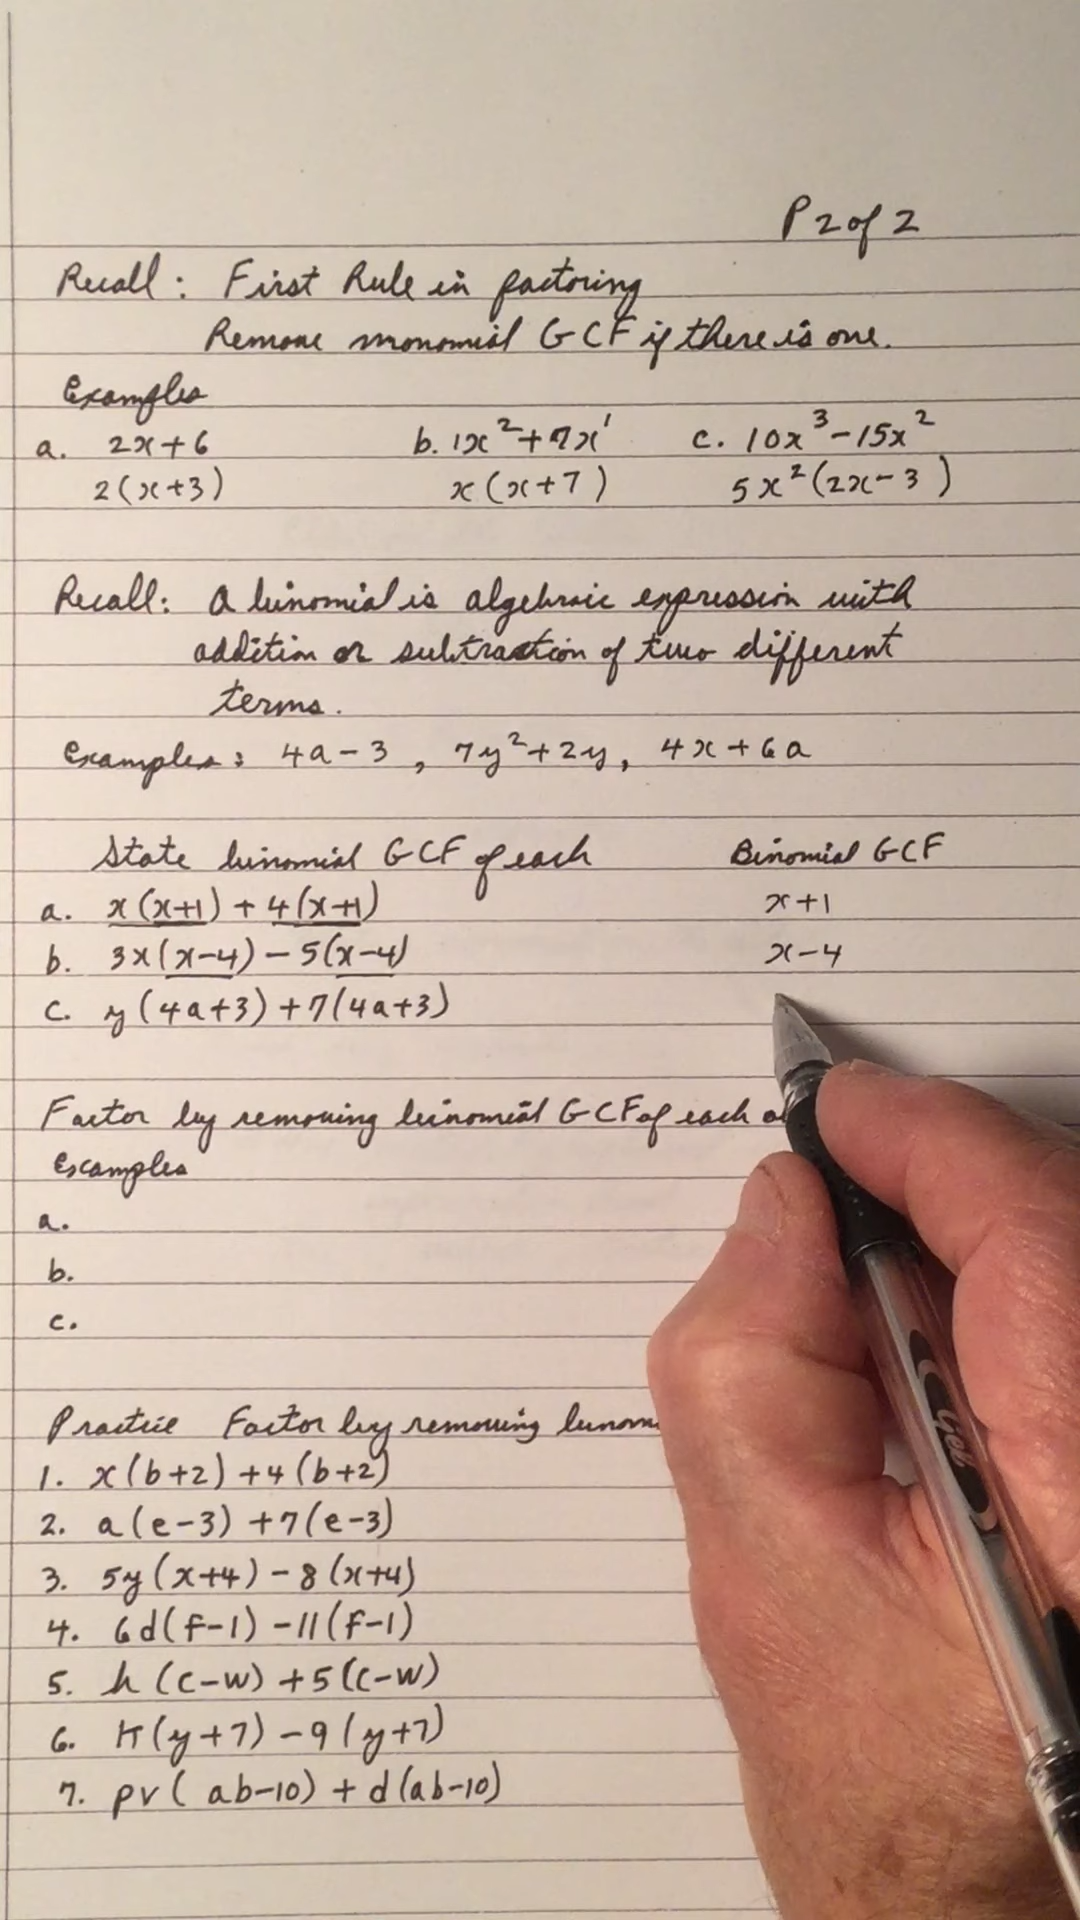 P 2 of 2
Recall: First Rule in factoring
Remove monomial GCF if there is one.
Examples
a. 2x+6 b. 1x²+7x¹ c. 10x³-15x²
2(x+3) x(x+7) 5x²(2x-3)
Recall: A binomial is algebraic expression with
addition or subtraction of two different
terms.
Examples: 4a-3, 7y²+2y, 4x+6a
State binomial GCF of each Binomial GCF
a. x(x+1)+4(x+1) x+1
b. 3x(x-4)-5(x-4) x-4
c. y(4a+3)+7(4a+3)
Factor by removing binomial GCF of each
Examples
a.
b.
c.
Practice Factor by removing
1. x(b+2)+4(b+2)
2. a(e-3)+7(e-3)
3. 5y(x+4)-8(x+4)
4. 6d(f-1)-11(f-1)
5. h(c-w)+5(c-w)
6. K(y+7)-9(y+7)
7. pv(ab-10)+d(ab-10)
Gel